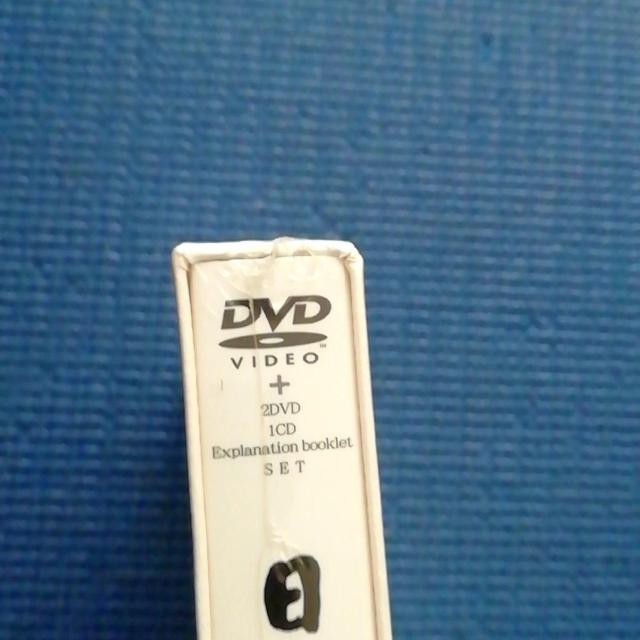 DVD
VIDEO
+
2DVD
1CD
Explanation booklet
SET
a